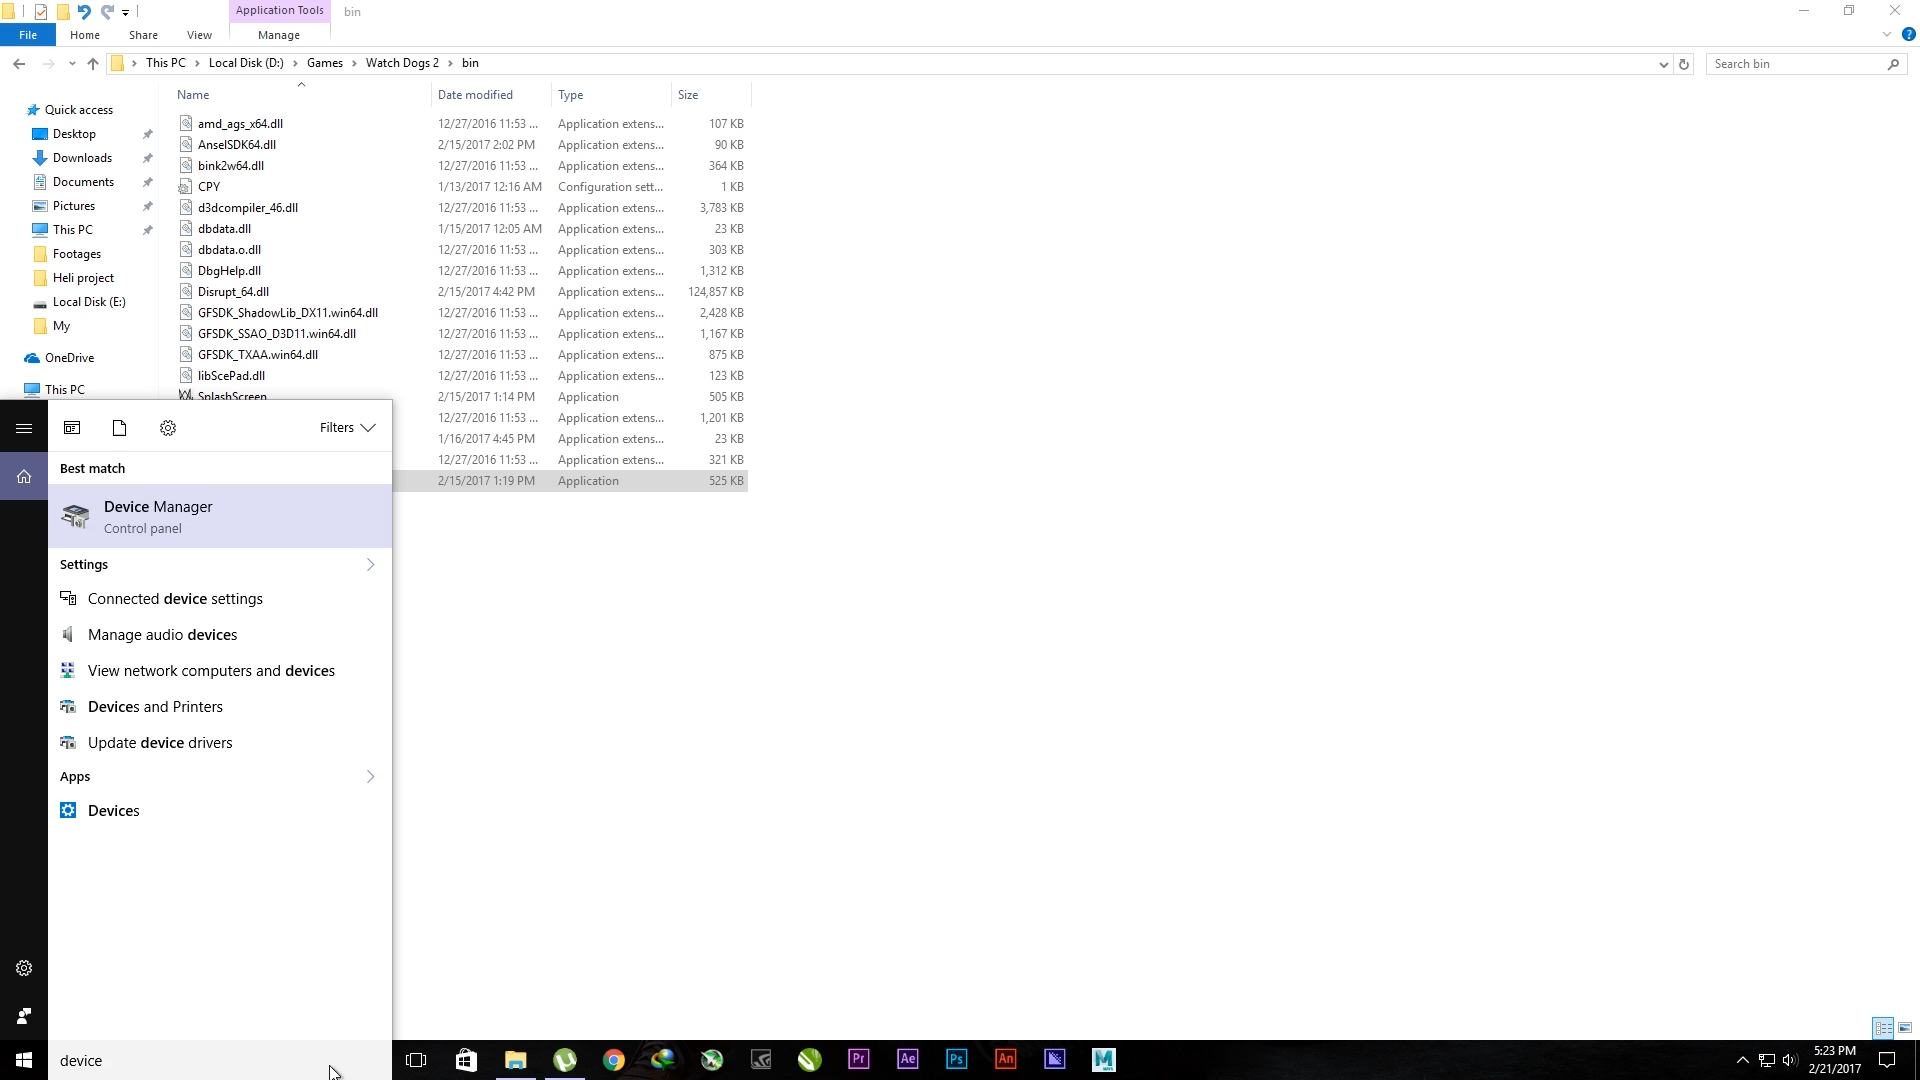 Application Tools
bin
File
Home
Share
View
Manage
This PC
Local Disk (D:)
Games
Watch Dogs 2
bin
Search bin
Name
Date modified
Type
Size
Quick access
Desktop
Downloads
Documents
Pictures
This PC
Footages
Heli project
Local Disk (E:)
My
OneDrive
This PC
amd_ags_x64.dll 12/27/2016 11:53 ... Application extens... 107 KB
AnselSDK64.dll 2/15/2017 2:02 PM Application extens... 90 KB
bink2w64.dll 12/27/2016 11:53 ... Application extens... 364 KB
CPY 1/13/2017 12:16 AM Configuration sett... 1 KB
d3dcompiler_46.dll 12/27/2016 11:53 ... Application extens... 3,783 KB
dbdata.dll 1/15/2017 12:05 AM Application extens... 23 KB
dbdata.o.dll 12/27/2016 11:53 ... Application extens... 303 KB
DbgHelp.dll 12/27/2016 11:53 ... Application extens... 1,312 KB
Disrupt_64.dll 2/15/2017 4:42 PM Application extens... 124,857 KB
GFSDK_ShadowLib_DX11.win64.dll 12/27/2016 11:53 ... Application extens... 2,428 KB
GFSDK_SSAO_D3D11.win64.dll 12/27/2016 11:53 ... Application extens... 1,167 KB
GFSDK_TXAA.win64.dll 12/27/2016 11:53 ... Application extens... 875 KB
libScePad.dll 12/27/2016 11:53 ... Application extens... 123 KB
SplashScreen 2/15/2017 1:14 PM Application 505 KB
12/27/2016 11:53 ... Application extens... 1,201 KB
1/16/2017 4:45 PM Application extens... 23 KB
12/27/2016 11:53 ... Application extens... 321 KB
2/15/2017 1:19 PM Application 525 KB
Filters
Best match
Device Manager
Control panel
Settings
Connected device settings
Manage audio devices
View network computers and devices
Devices and Printers
Update device drivers
Apps
Devices
device
Pr
Ae
Ps
An
M
5:23 PM
2/21/2017